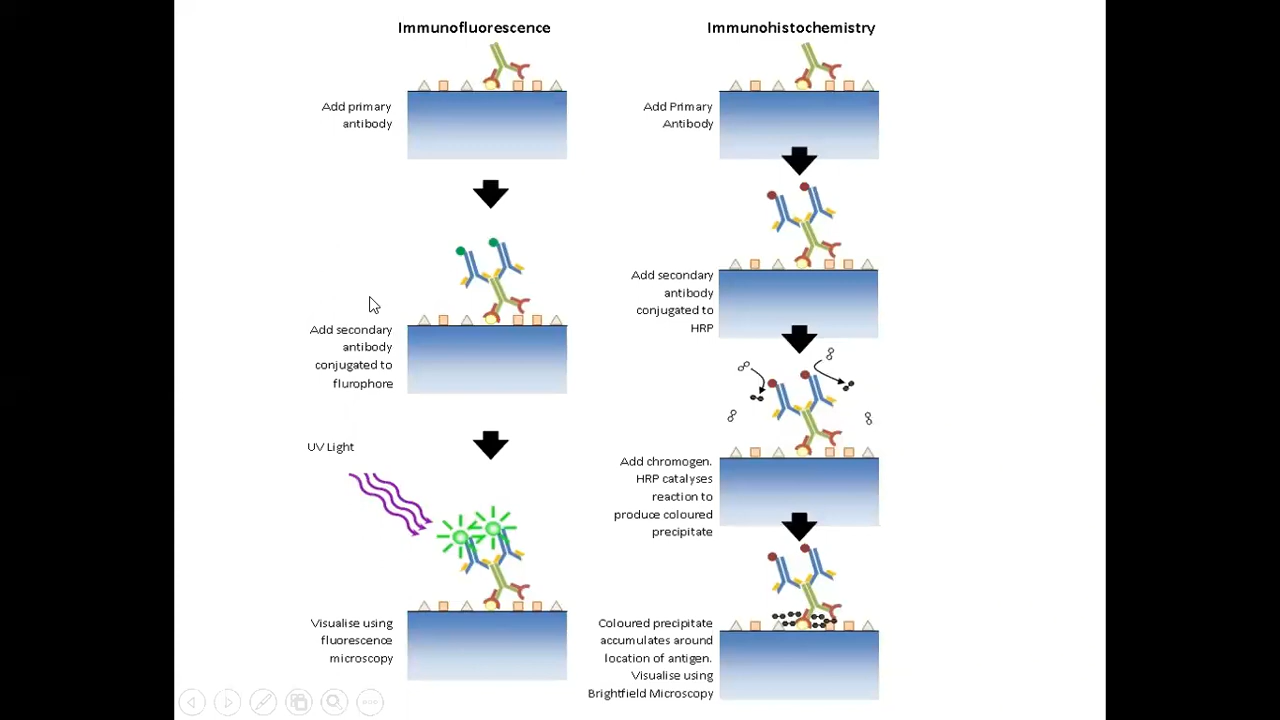 Immunofluorescence
Add primary
antibody
Add secondary
antibody
conjugated to
flurophore
UV Light
Visualise using
fluorescence
microscopy
Immunohistochemistry
Add Primary
Antibody
Add secondary
antibody
conjugated to
HRP
Add chromogen.
HRP catalyses
reaction to
produce coloured
precipitate
Coloured precipitate
accumulates around
location of antigen.
Visualise using
Brightfield Microscopy